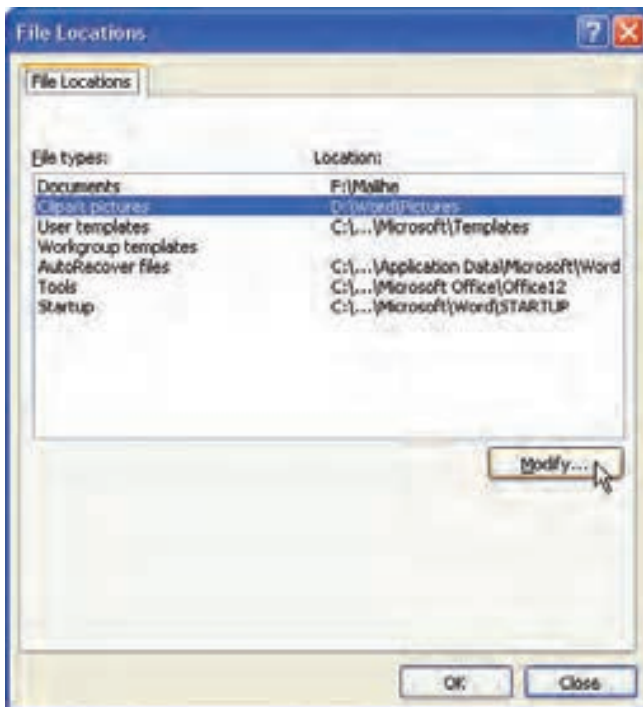 File Locations
File Locations
File types: Location:
Documents F:\Malihe
Clipart pictures D:\Word\Pictures
User templates C:\...\Microsoft\Templates
Workgroup templates
AutoRecover files C:\...\Application Data\Microsoft\Word
Tools C:\...\Microsoft Office\Office12
Startup C:\...\Microsoft\Word\STARTUP
Modify...
OK Close